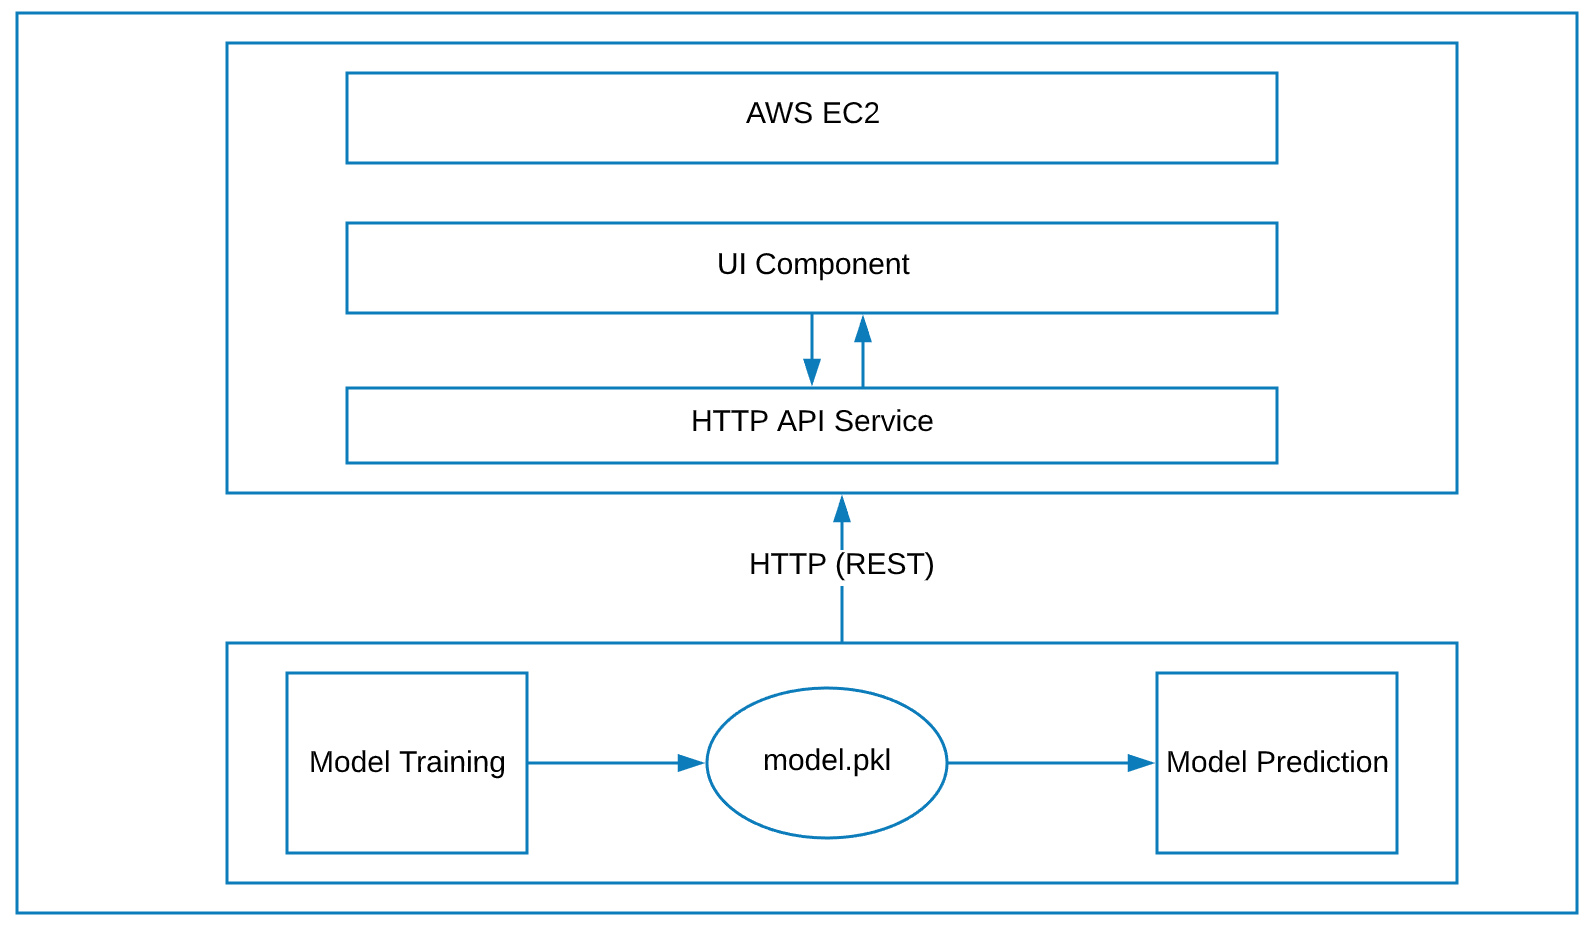 AWS EC2
UI Component
HTTP API Service
HTTP (REST)
Model Training
model.pkl
Model Prediction